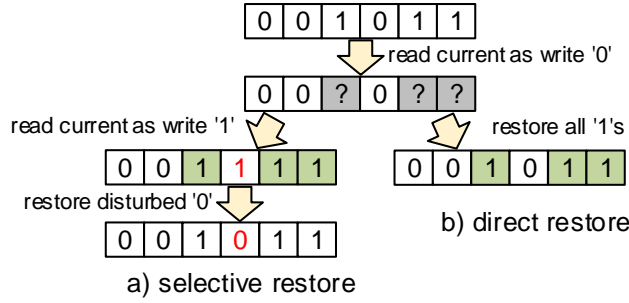 0 0 1 0 1 1
read current as write '0'
0 0 ? 0 ? ?
read current as write '1'
restore all '1's
0 0 1 1 1 1
0 0 1 0 1 1
restore disturbed '0'
b) direct restore
0 0 1 0 1 1
a) selective restore